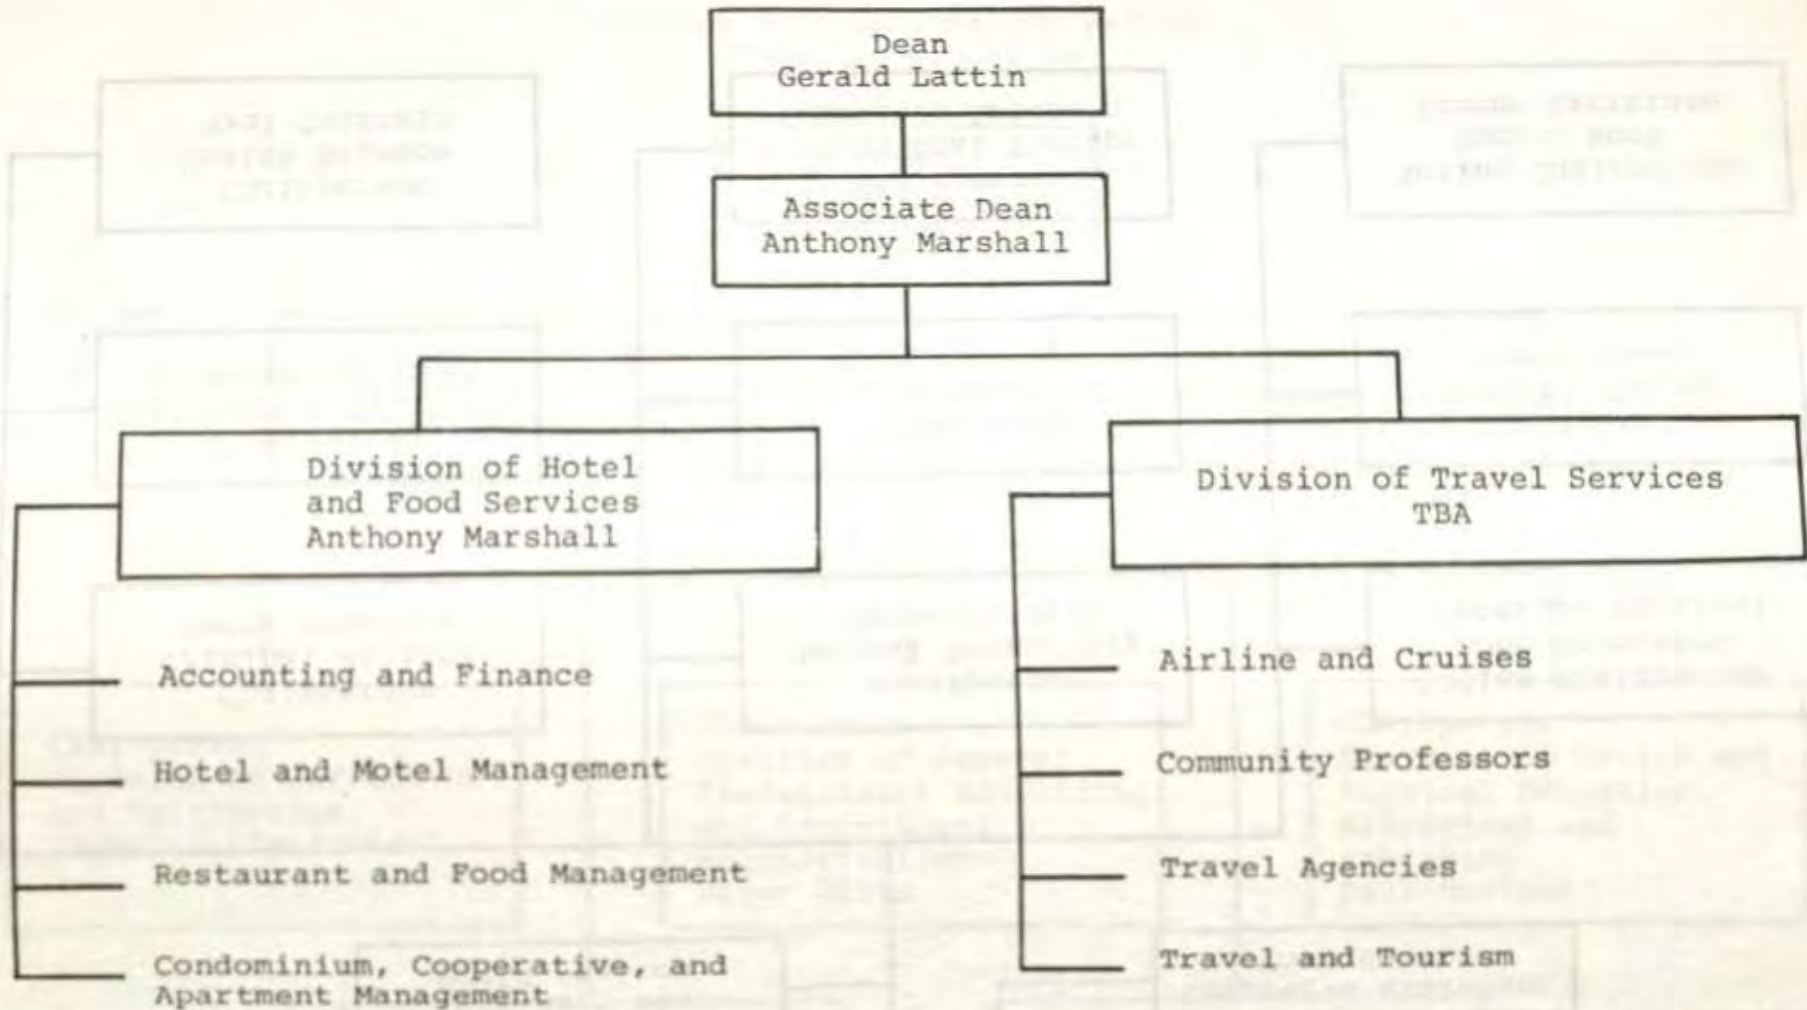 Dean
Gerald Lattin
Associate Dean
Anthony Marshall
Division of Hotel
and Food Services
Anthony Marshall
Accounting and Finance
Hotel and Motel Management
Restaurant and Food Management
Condominium, Cooperative, and
Apartment Management
Division of Travel Services
TBA
Airline and Cruises
Community Professors
Travel Agencies
Travel and Tourism